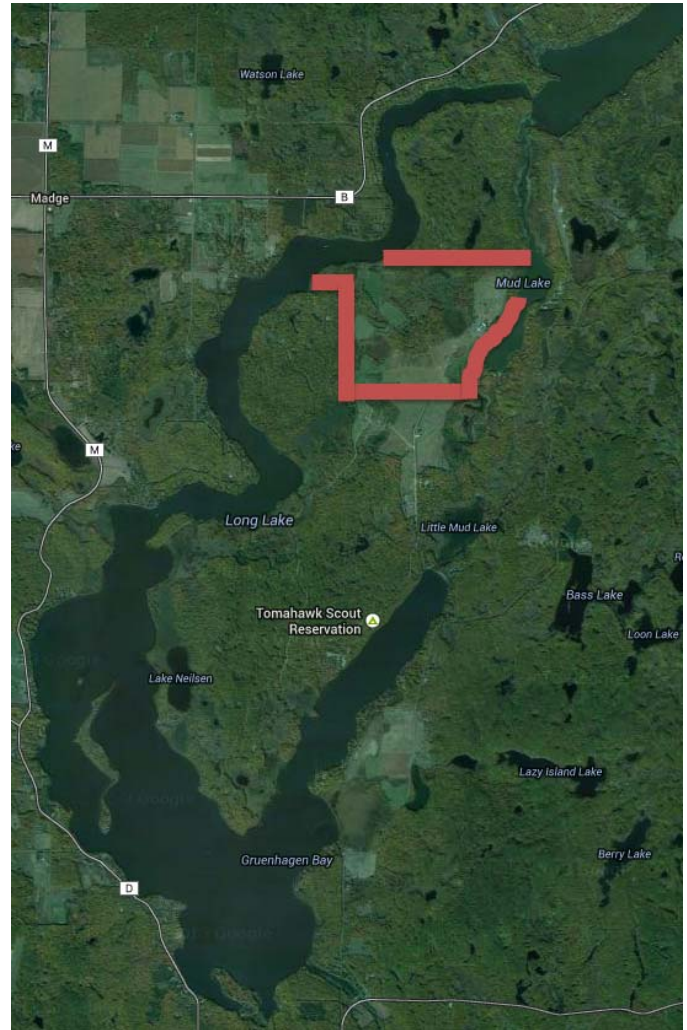 Watson Lake
M
Madge
B
Mud Lake
M
Long Lake
Little Mud Lake
Bass Lake
Tomahawk Scout
Reservation
Loon Lake
Lake Neilsen
Lazy Island Lake
Gruenhagen Bay
Berry Lake
D